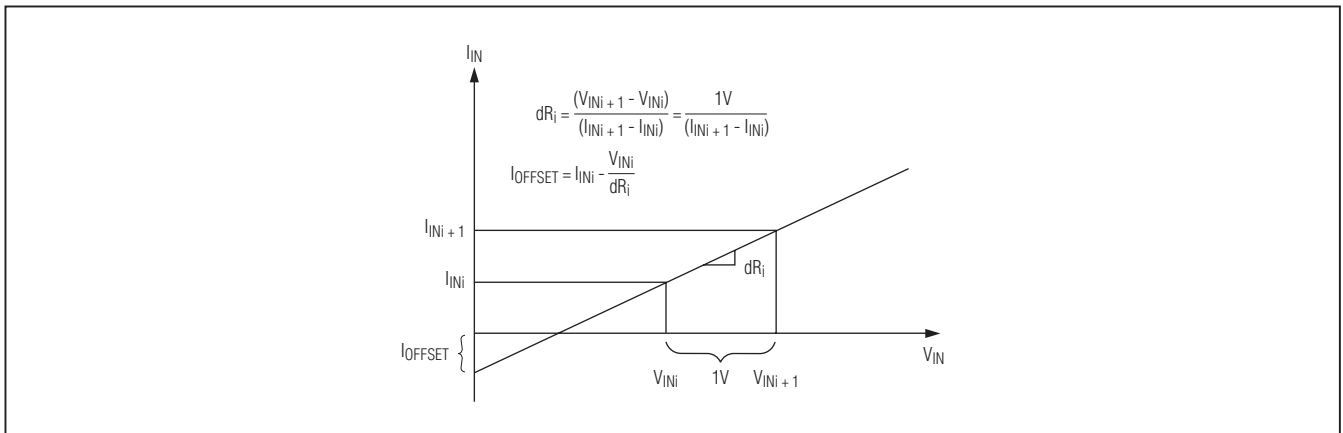 I_IN
dR_i = (V_INi + 1 - V_INi) / (I_INi + 1 - I_INi) = 1V / (I_INi + 1 - I_INi)
I_OFFSET = I_INi - V_INi / dR_i
I_INi + 1
I_INi
dR_i
I_OFFSET
V_IN
V_INi 1V V_INi + 1